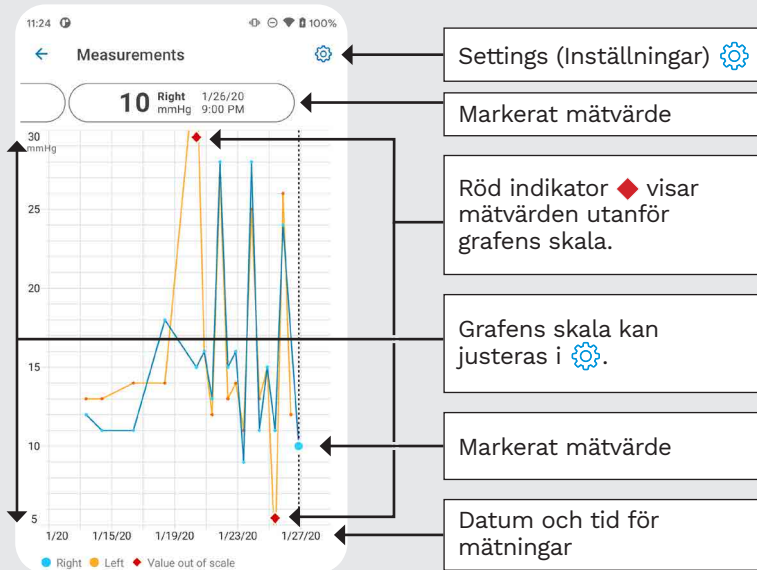 11:24
100%
Measurements
10 Right 1/26/20
mmHg 9:00 PM
30
mmHg
25
20
15
10
5
1/20 1/15/20 1/19/20 1/23/20 1/27/20
Right Left Value out of scale
Settings (Inställningar)
Markerat mätvärde
Röd indikator visar
mätvärden utanför
grafens skala.
Grafens skala kan
justeras i .
Markerat mätvärde
Datum och tid för
mätningar